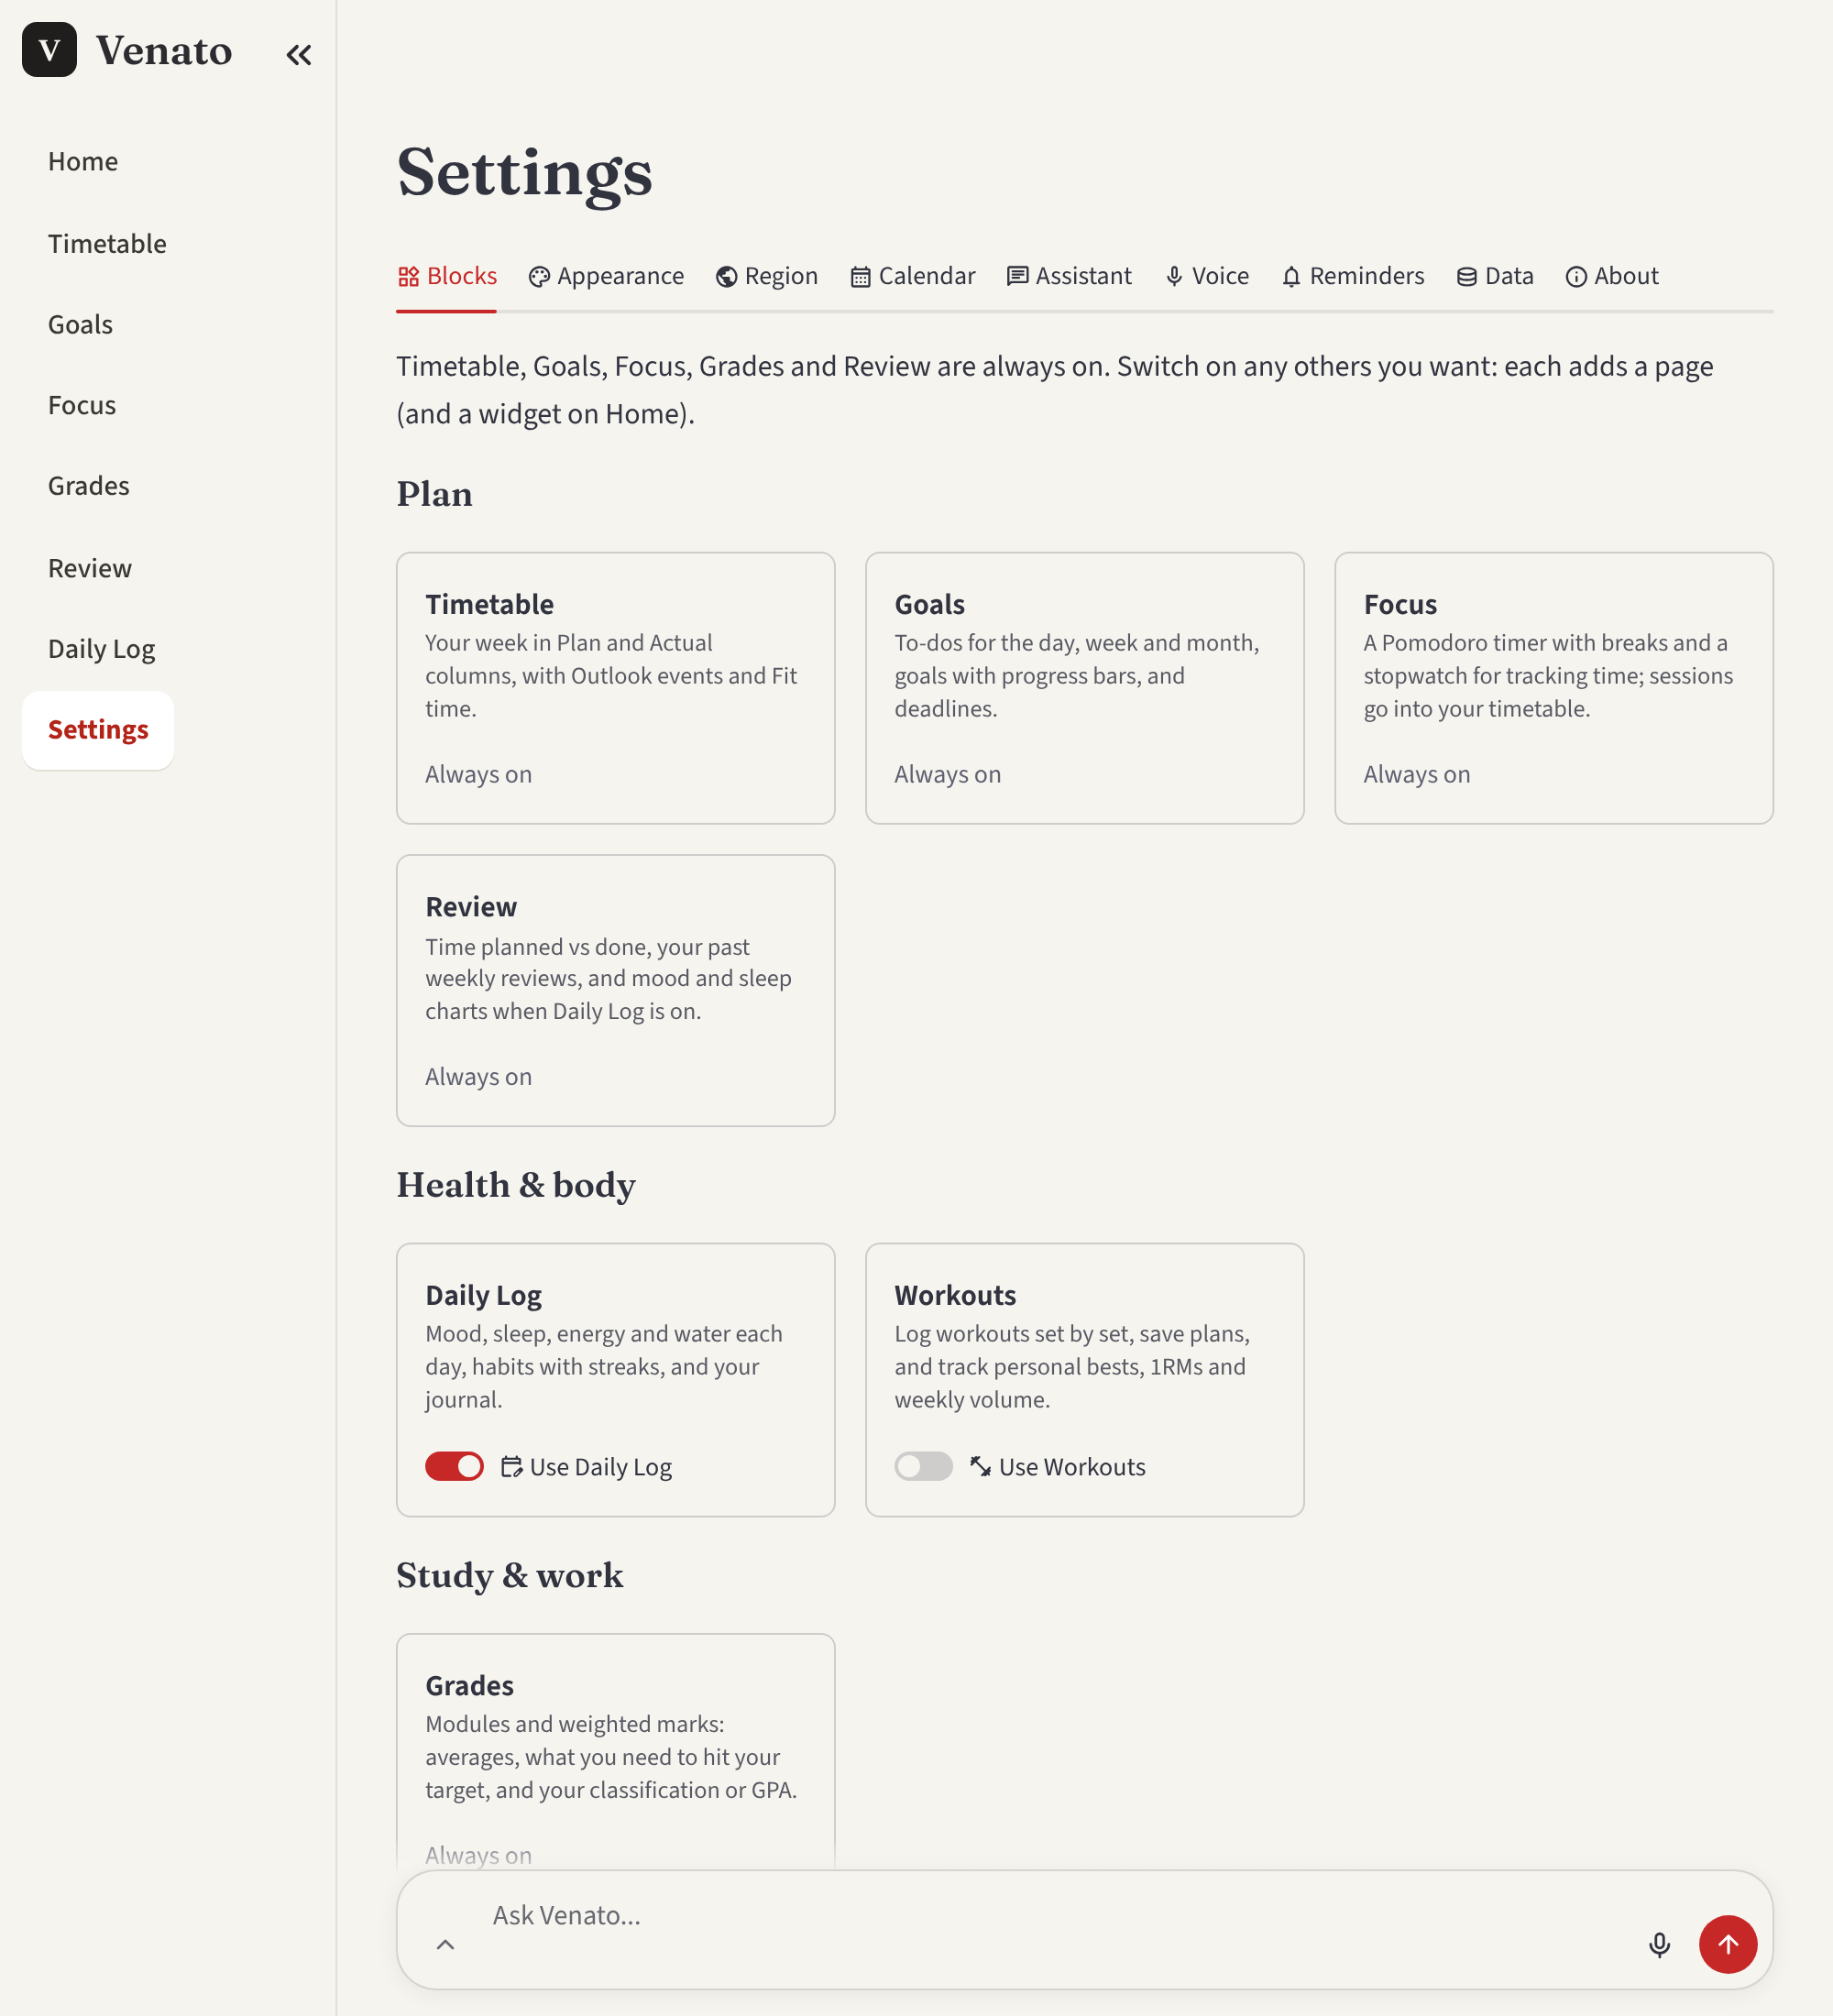 V Venato
Home
Timetable
Goals
Focus
Grades
Review
Daily Log
Settings
Settings
Blocks Appearance Region Calendar Assistant Voice Reminders Data About
Timetable, Goals, Focus, Grades and Review are always on. Switch on any others you want: each adds a page
(and a widget on Home).
Plan
Timetable
Your week in Plan and Actual
columns, with Outlook events and Fit
time.
Always on
Goals
To-dos for the day, week and month,
goals with progress bars, and
deadlines.
Always on
Focus
A Pomodoro timer with breaks and a
stopwatch for tracking time; sessions
go into your timetable.
Always on
Review
Time planned vs done, your past
weekly reviews, and mood and sleep
charts when Daily Log is on.
Always on
Health & body
Daily Log
Mood, sleep, energy and water each
day, habits with streaks, and your
journal.
Use Daily Log
Workouts
Log workouts set by set, save plans,
and track personal bests, 1RMs and
weekly volume.
Use Workouts
Study & work
Grades
Modules and weighted marks:
averages, what you need to hit your
target, and your classification or GPA.
Always on
Ask Venato...